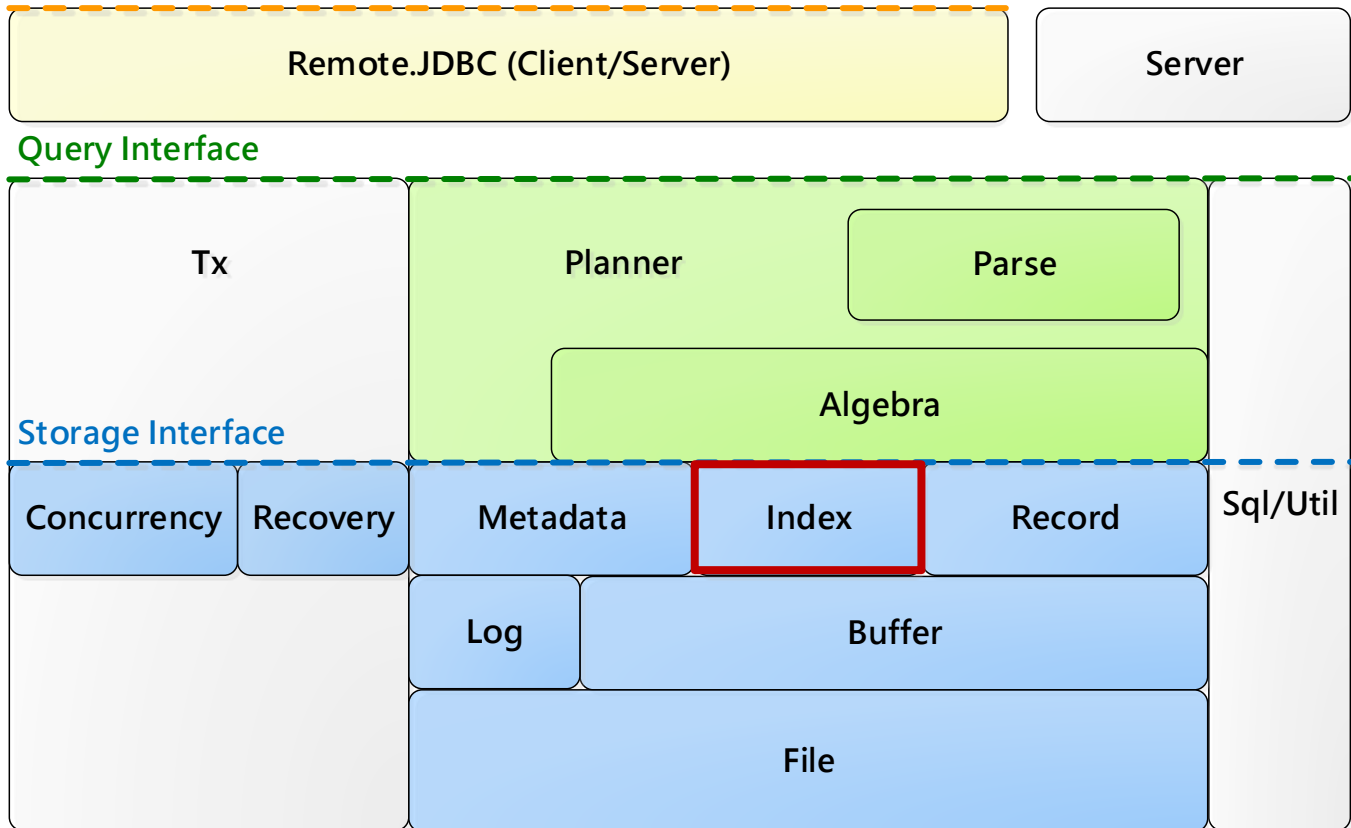 Remote.JDBC (Client/Server)
Server
Query Interface
Tx
Planner
Parse
Algebra
Storage Interface
Concurrency
Recovery
Metadata
Index
Record
Sql/Util
Log
Buffer
File